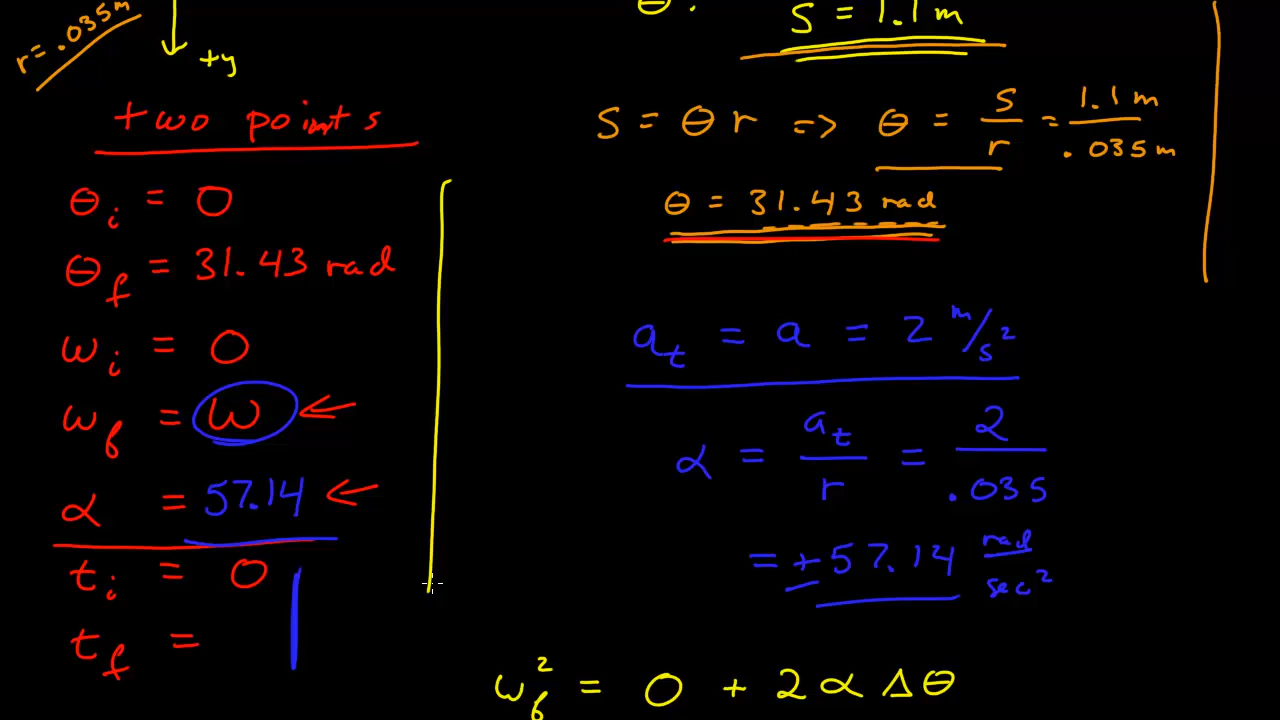 r = .035 m
+y
two points
θi = 0
θf = 31.43 rad
ωi = 0
ωf = ω ←
α = 57.14 ←
ti = 0
tf =
θ:
S = 1.1 m
S = θ r => θ = S/r = 1.1 m/.035 m
θ = 31.43 rad
at = a = 2 m/s²
α = at/r = 2/.035
= +57.14 rad/sec²
ωf² = 0 + 2 α Δθ